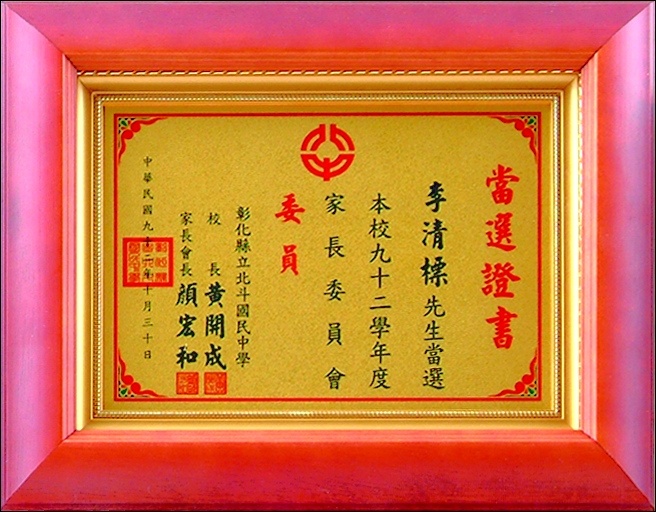 當選證書
李清標先生當選
本校九十二學年度
家長委員會
委員
彰化縣立北斗國民中學
校長黃開成
家長會長顏宏和
中華民國九十二年十月三十日